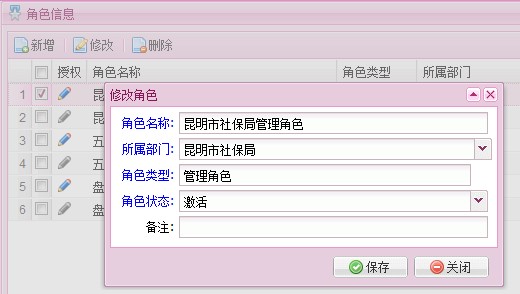 角色信息
新增 修改 删除
授权 角色名称 角色类型 所属部门
1 昆
2 昆
3 五
4 五
5 盘
6 盘
修改角色
角色名称: 昆明市社保局管理角色
所属部门: 昆明市社保局
角色类型: 管理角色
角色状态: 激活
备注:
保存 关闭